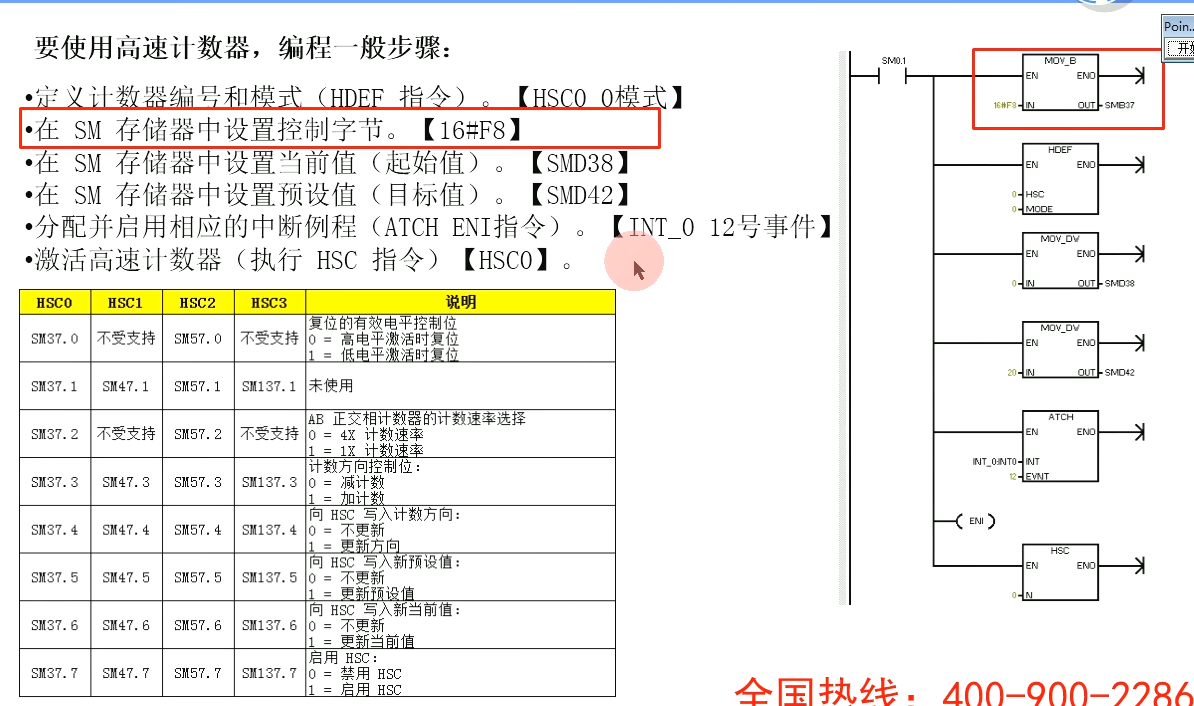 要使用高速计数器，编程一般步骤：
•定义计数器编号和模式（HDEF 指令）。【HSC0 0模式】
•在 SM 存储器中设置控制字节。【16#F8】
•在 SM 存储器中设置当前值（起始值）。【SMD38】
•在 SM 存储器中设置预设值（目标值）。【SMD42】
•分配并启用相应的中断例程（ATCH ENI指令）。【INT_0 12号事件】
•激活高速计数器（执行 HSC 指令）【HSC0】。
HSC0 HSC1 HSC2 HSC3 说明
SM37.0 不受支持 SM57.0 不受支持 复位的有效电平控制位
0 = 高电平激活时复位
1 = 低电平激活时复位
SM37.1 SM47.1 SM57.1 SM137.1 未使用
SM37.2 不受支持 SM57.2 不受支持 AB 正交相计数器的计数速率选择
0 = 4X 计数速率
1 = 1X 计数速率
SM37.3 SM47.3 SM57.3 SM137.3 计数方向控制位：
0 = 减计数
1 = 加计数
SM37.4 SM47.4 SM57.4 SM137.4 向 HSC 写入计数方向：
0 = 不更新
1 = 更新方向
SM37.5 SM47.5 SM57.5 SM137.5 向 HSC 写入新预设值：
0 = 不更新
1 = 更新预设值
SM37.6 SM47.6 SM57.6 SM137.6 向 HSC 写入新当前值：
0 = 不更新
1 = 更新当前值
SM37.7 SM47.7 SM57.7 SM137.7 启用 HSC：
0 = 禁用 HSC
1 = 启用 HSC
Poin..
开始
SM0.1
MOV_B
EN ENO
16#F8 IN OUT SMB37
HDEF
EN ENO
0 HSC
0 MODE
MOV_DW
EN ENO
0 IN OUT SMD38
MOV_DW
EN ENO
20 IN OUT SMD42
ATCH
EN ENO
INT_0:INT0 INT
12 EVNT
ENI
HSC
EN ENO
0 N
全国热线：400-900-2286